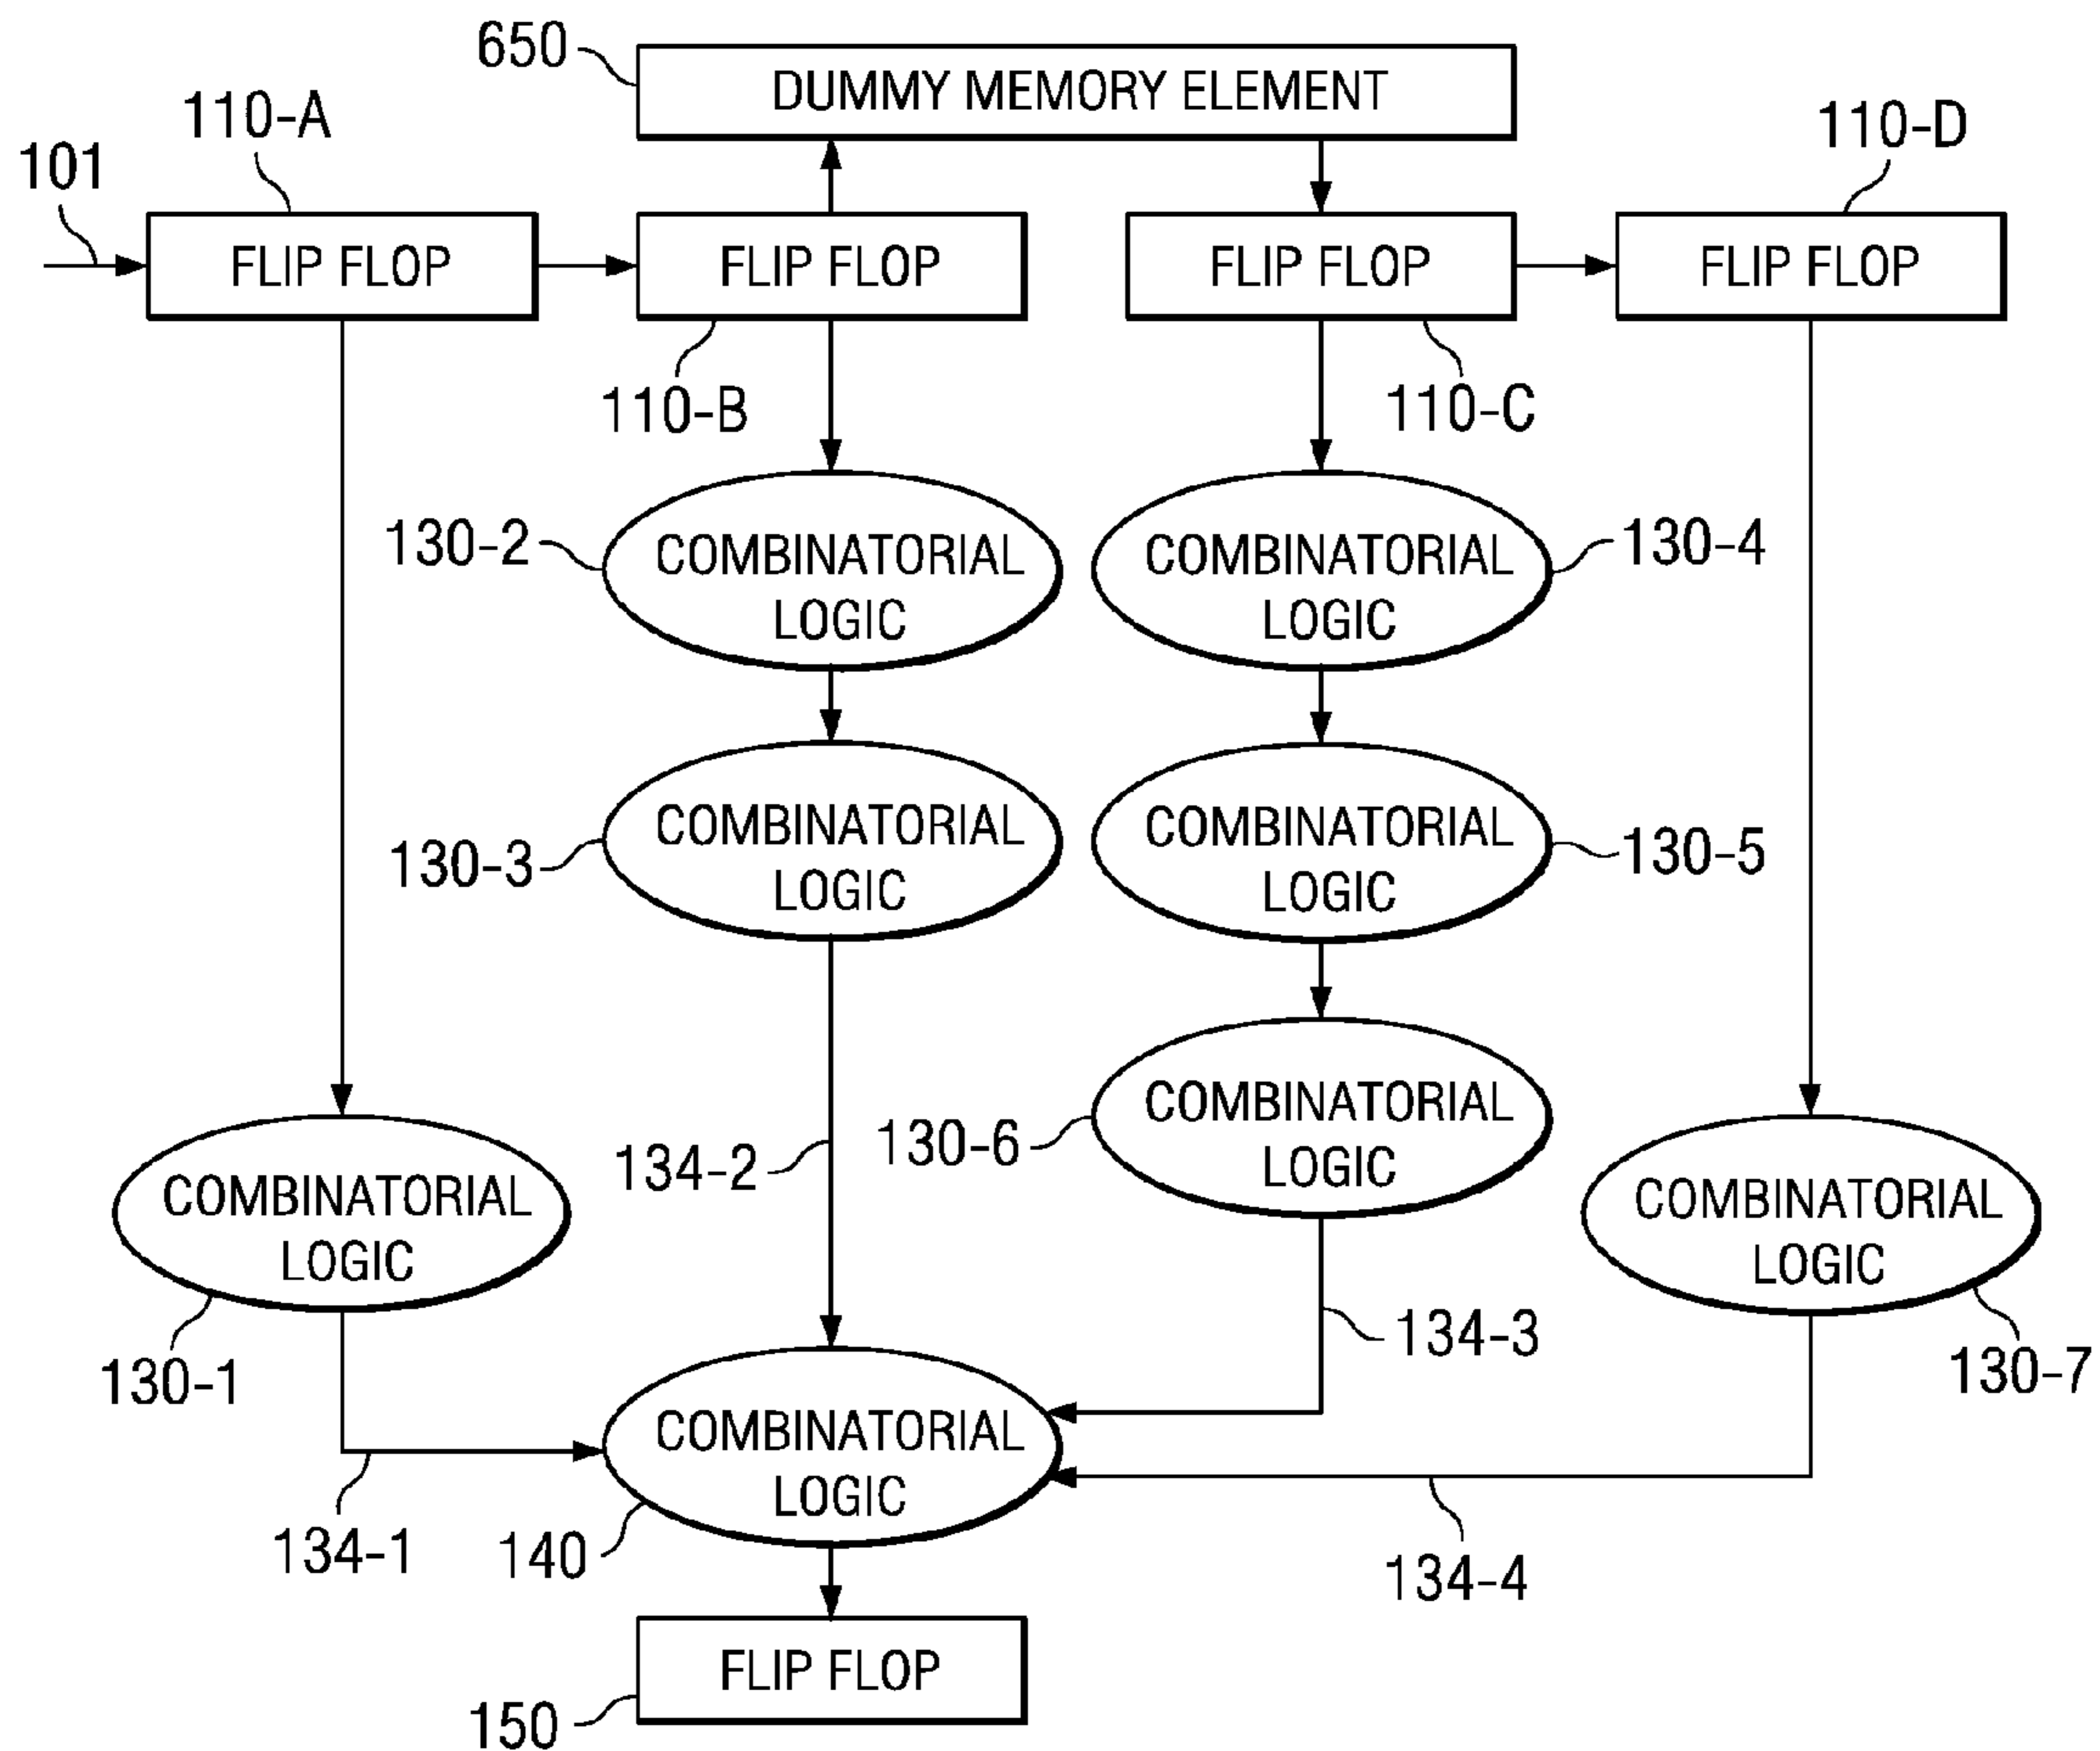 650
DUMMY MEMORY ELEMENT
110-A
110-D
101
FLIP FLOP
FLIP FLOP
FLIP FLOP
FLIP FLOP
110-B
110-C
130-2
COMBINATORIAL
LOGIC
COMBINATORIAL
LOGIC
130-4
130-3
COMBINATORIAL
LOGIC
COMBINATORIAL
LOGIC
130-5
COMBINATORIAL
LOGIC
130-6
134-2
COMBINATORIAL
LOGIC
COMBINATORIAL
LOGIC
130-1
134-3
130-7
COMBINATORIAL
LOGIC
134-1
140
134-4
FLIP FLOP
150